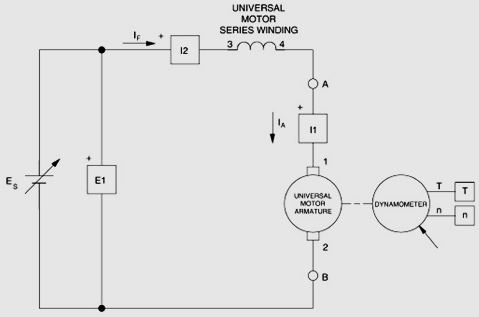 UNIVERSAL
MOTOR
SERIES WINDING
IF
+
I2
3
4
A
+
IA
I1
1
ES
+
E1
UNIVERSAL
MOTOR
ARMATURE
DYNAMOMETER
T
T
n
n
2
B